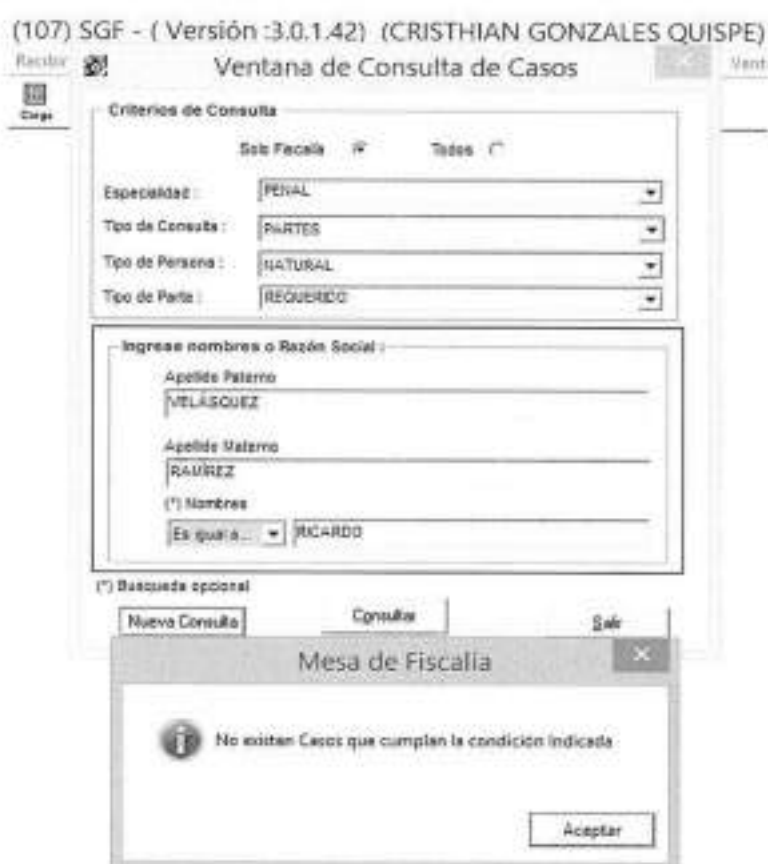 (107) SGF - ( Versión :3.0.1.42) (CRISTHIAN GONZALES QUISPE)
Recibir
Ventana de Consulta de Casos
Vent
Carga
Criterios de Consulta
Solo Fiscalía Todos
Especialidad : PENAL
Tipo de Consulta : PARTES
Tipo de Persona : NATURAL
Tipo de Parte : REQUERIDO
Ingrese nombres o Razón Social :
Apellido Paterno
VELÁSQUEZ
Apellido Materno
RAMÍREZ
(*) Nombres
Es igual a... RICARDO
(*) Busqueda opcional
Nueva Consulta Consultar Salir
Mesa de Fiscalía
No existen Casos que cumplan la condición indicada
Aceptar